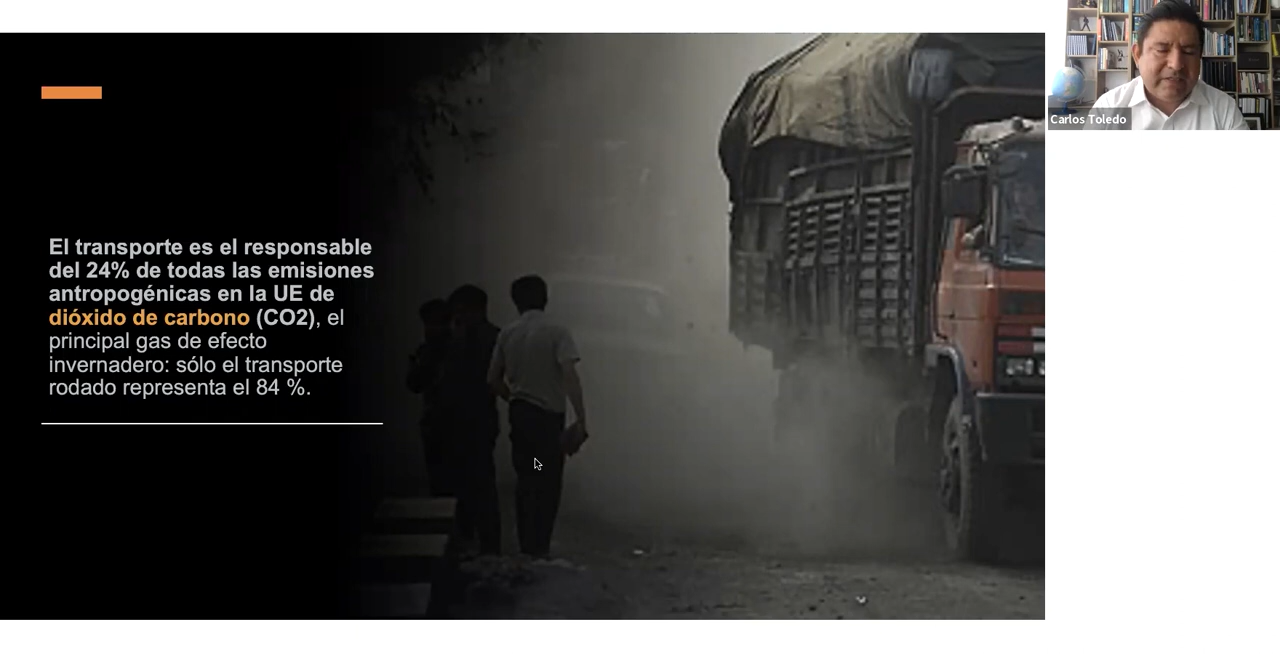 El transporte es el responsable
del 24% de todas las emisiones
antropogénicas en la UE de
dióxido de carbono (CO2), el
principal gas de efecto
invernadero: sólo el transporte
rodado representa el 84 %.
Carlos Toledo